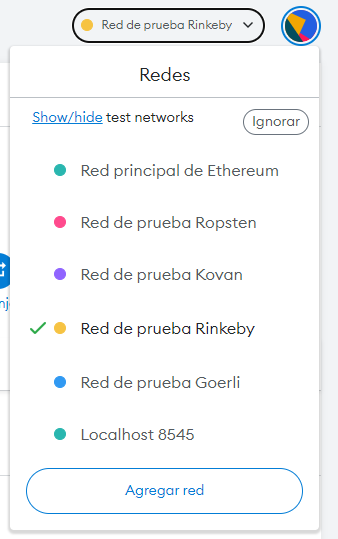 Red de prueba Rinkeby
Redes
Show/hide test networks
Ignorar
Red principal de Ethereum
Red de prueba Ropsten
Red de prueba Kovan
Red de prueba Rinkeby
Red de prueba Goerli
Localhost 8545
Agregar red